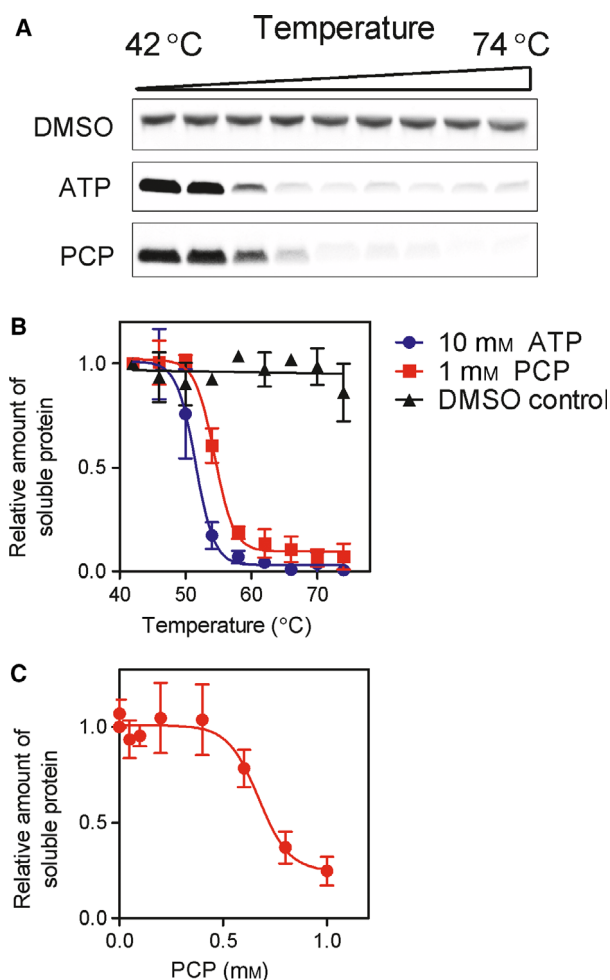 A
Temperature
42 °C
74 °C
DMSO
ATP
PCP
B
Relative amount of
soluble protein
1.0
0.5
0.0
40
50
60
70
Temperature (°C)
10 mM ATP
1 mM PCP
DMSO control
C
Relative amount of
soluble protein
1.0
0.5
0.0
0.0
0.5
1.0
PCP (mM)